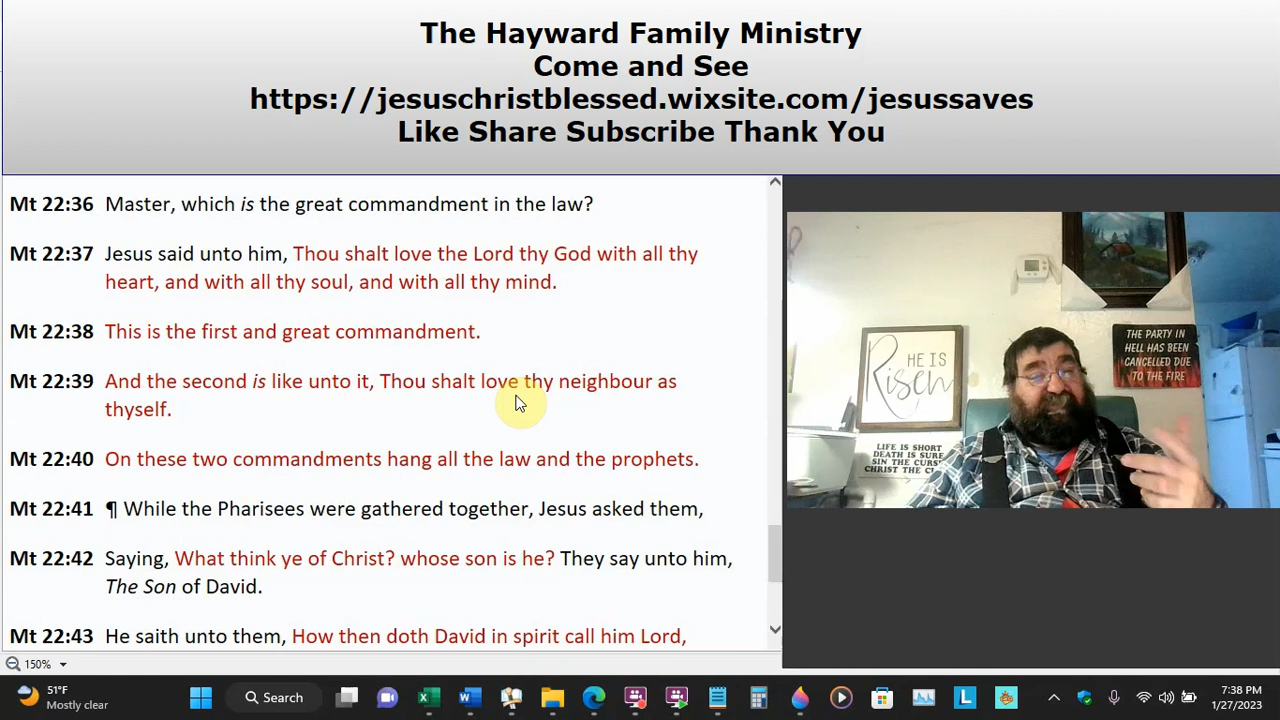 The Hayward Family Ministry
Come and See
https://jesuschristblessed.wixsite.com/jesussaves
Like Share Subscribe Thank You
Mt 22:36 Master, which is the great commandment in the law?
Mt 22:37 Jesus said unto him, Thou shalt love the Lord thy God with all thy
heart, and with all thy soul, and with all thy mind.
Mt 22:38 This is the first and great commandment.
Mt 22:39 And the second is like unto it, Thou shalt love thy neighbour as
thyself.
Mt 22:40 On these two commandments hang all the law and the prophets.
Mt 22:41 ¶ While the Pharisees were gathered together, Jesus asked them,
Mt 22:42 Saying, What think ye of Christ? whose son is he? They say unto him,
The Son of David.
Mt 22:43 He saith unto them, How then doth David in spirit call him Lord,
HE IS
Risen
THE PARTY IN
HELL HAS BEEN
CANCELLED DUE
TO THE FIRE
LIFE IS SHORT
DEATH IS SURE
SIN THE CURS
CHRIST THE C
150%
51°F
Mostly clear
Search
7:38 PM
1/27/2023